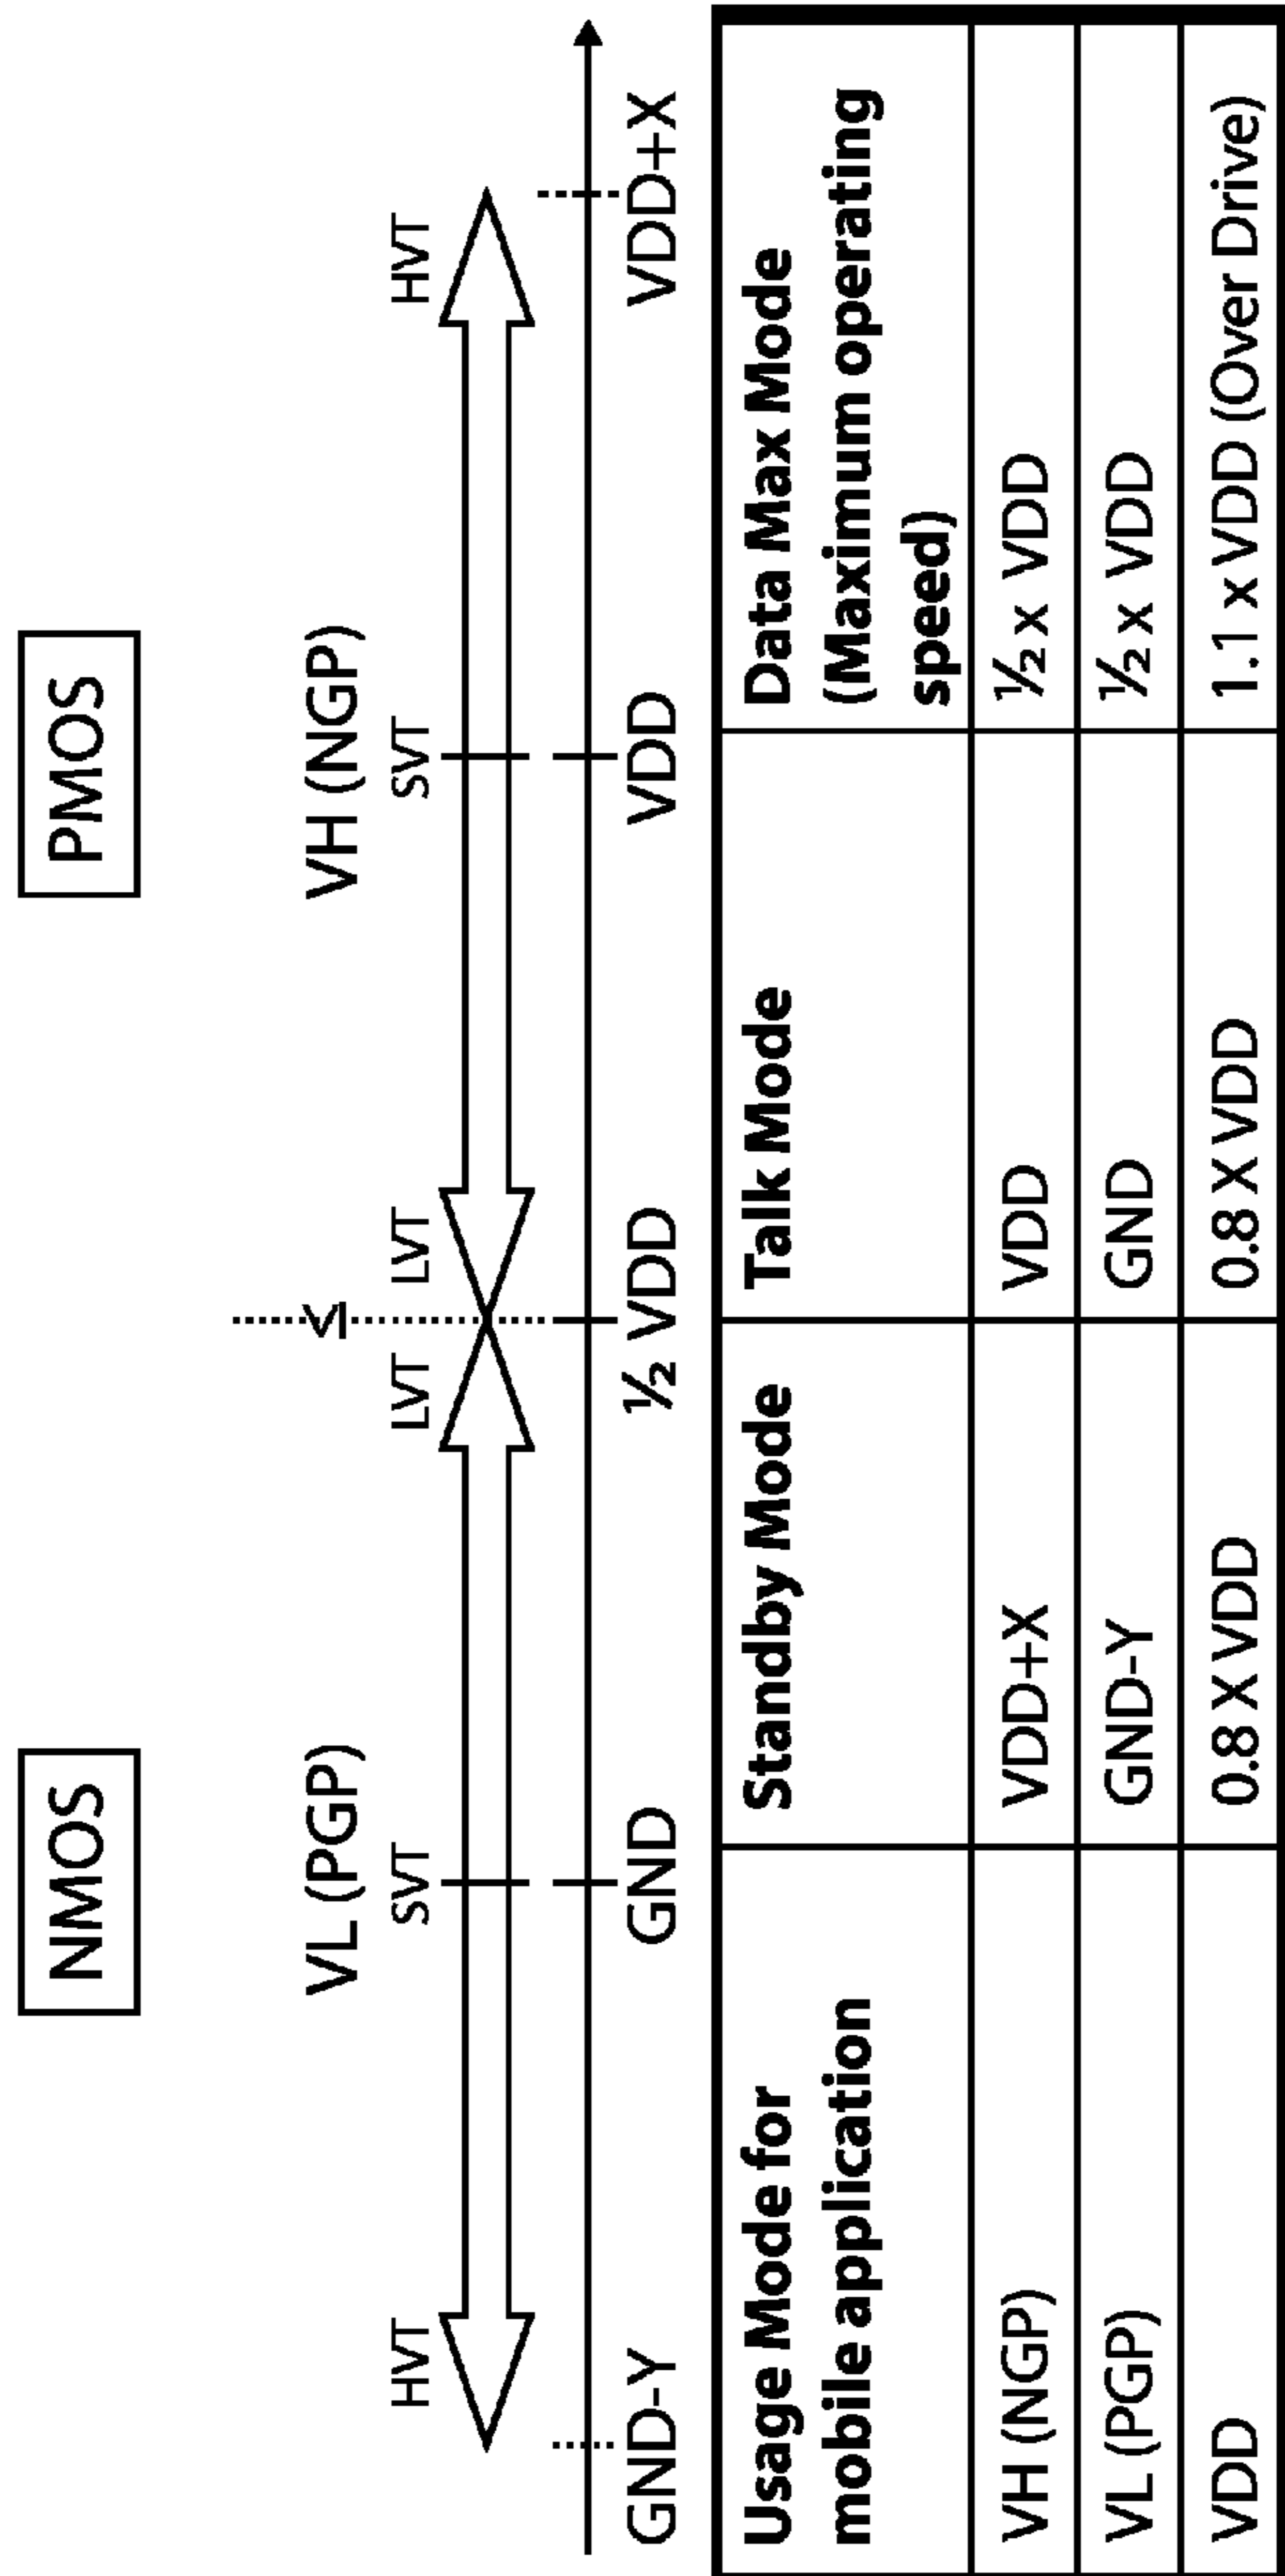 NMOS PMOS
VL (PGP) ≤ VH (NGP)
HVT SVT LVT LVT SVT HVT
GND-Y GND ½ VDD VDD VDD+X
Usage Mode for Standby Mode Talk Mode Data Max Mode
mobile application (Maximum operating
speed)
VH (NGP) VDD+X VDD ½ x VDD
VL (PGP) GND-Y GND ½ x VDD
VDD 0.8 X VDD 0.8 X VDD 1.1 x VDD (Over Drive)